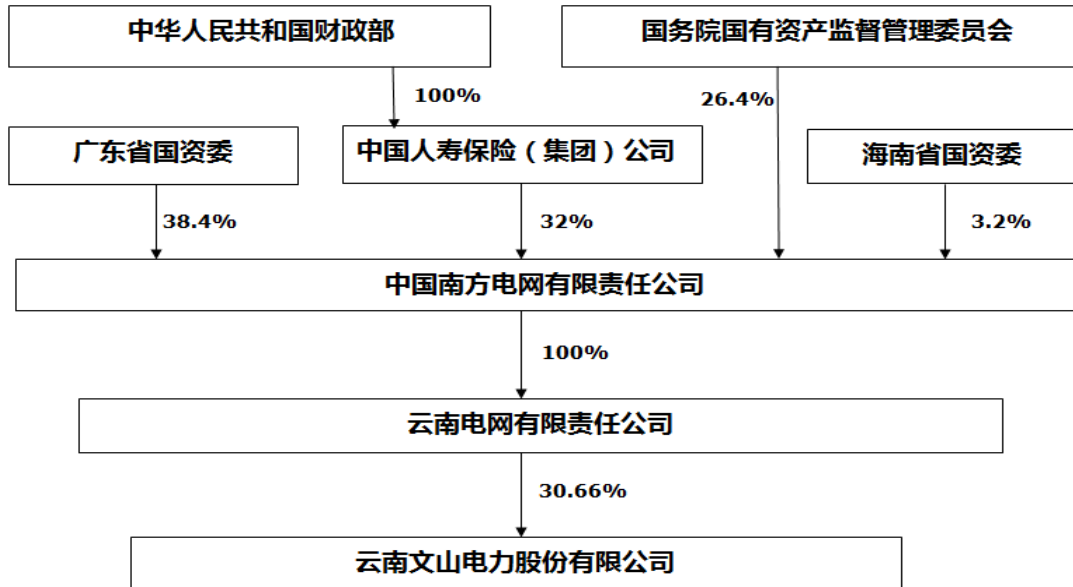 中华人民共和国财政部
国务院国有资产监督管理委员会
100%
26.4%
广东省国资委
中国人寿保险（集团）公司
海南省国资委
38.4%
32%
3.2%
中国南方电网有限责任公司
100%
云南电网有限责任公司
30.66%
云南文山电力股份有限公司